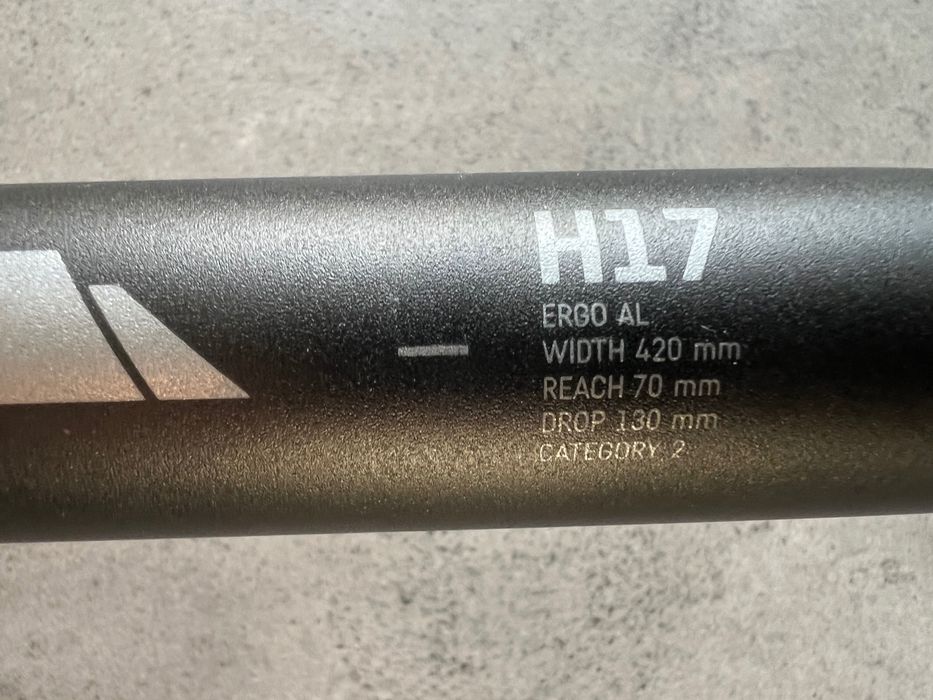 H17
ERGO AL
WIDTH 420 mm
REACH 70 mm
DROP 130 mm
CATEGORY 2